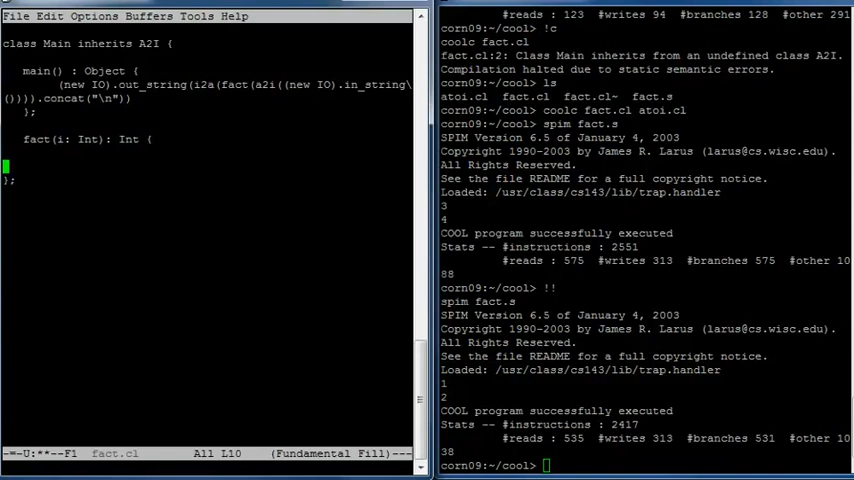 File Edit Options Buffers Tools Help
class Main inherits A2I {
main() : Object {
(new IO).out_string(i2a(fact(a2i((new IO).in_string\
()))).concat("\n"))
};
fact(i: Int): Int {
};
-=-U:**--F1  fact.cl  All L10  (Fundamental Fill)---
#reads : 123  #writes 94  #branches 128  #other 291
corn09:~/cool> !c
coolc fact.cl
fact.cl:2: Class Main inherits from an undefined class A2I.
Compilation halted due to static semantic errors.
corn09:~/cool> ls
atoi.cl  fact.cl  fact.cl~  fact.s
corn09:~/cool> coolc fact.cl atoi.cl
corn09:~/cool> spim fact.s
SPIM Version 6.5 of January 4, 2003
Copyright 1990-2003 by James R. Larus (larus@cs.wisc.edu).
All Rights Reserved.
See the file README for a full copyright notice.
Loaded: /usr/class/cs143/lib/trap.handler
3
4
COOL program successfully executed
Stats -- #instructions : 2551
#reads : 575  #writes 313  #branches 575  #other 10
88
corn09:~/cool> !!
spim fact.s
SPIM Version 6.5 of January 4, 2003
Copyright 1990-2003 by James R. Larus (larus@cs.wisc.edu).
All Rights Reserved.
See the file README for a full copyright notice.
Loaded: /usr/class/cs143/lib/trap.handler
1
2
COOL program successfully executed
Stats -- #instructions : 2417
#reads : 535  #writes 313  #branches 531  #other 10
38
corn09:~/cool>